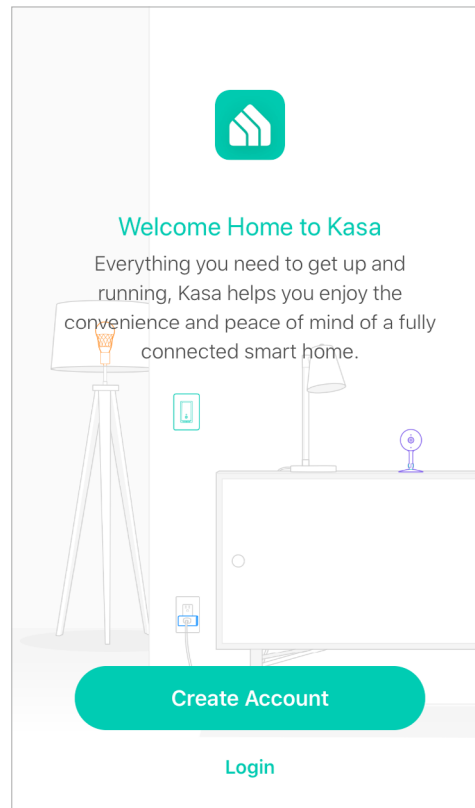 Welcome Home to Kasa
Everything you need to get up and
running, Kasa helps you enjoy the
convenience and peace of mind of a fully
connected smart home.
Create Account
Login